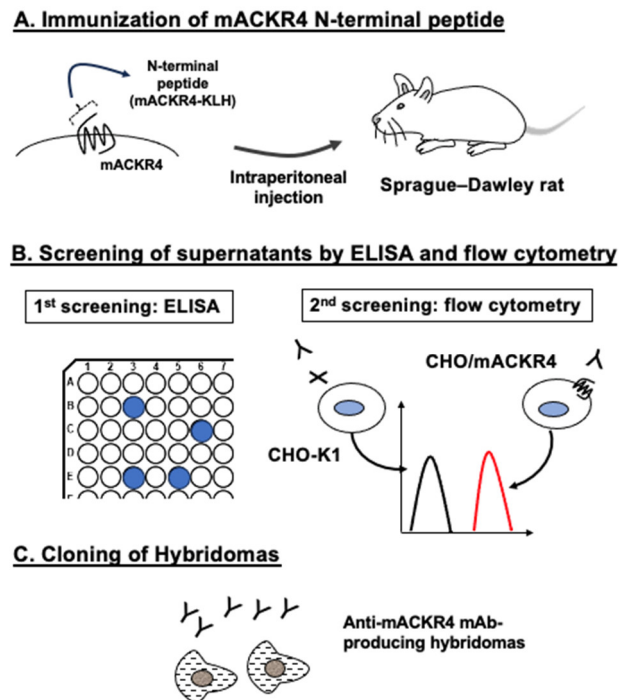 A. Immunization of mACKR4 N-terminal peptide
N-terminal
peptide
(mACKR4-KLH)
mACKR4
Intraperitoneal
injection
Sprague–Dawley rat
B. Screening of supernatants by ELISA and flow cytometry
1st screening: ELISA
2nd screening: flow cytometry
1 2 3 4 5 6 7
A
B
C
D
E
CHO/mACKR4
CHO-K1
C. Cloning of Hybridomas
Anti-mACKR4 mAb-
producing hybridomas